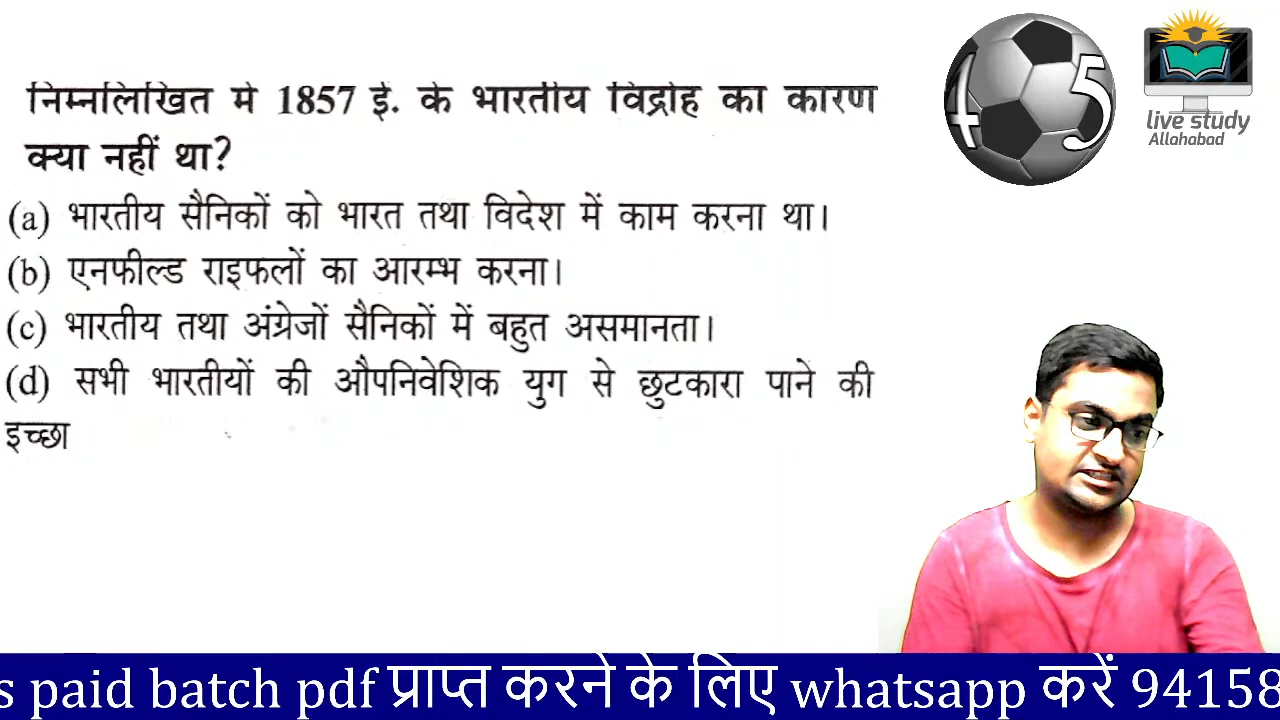 निम्नलिखित में 1857 ई. के भारतीय विद्रोह का कारण
क्या नहीं था?
(a) भारतीय सैनिकों को भारत तथा विदेश में काम करना था।
(b) एनफील्ड राइफलों का आरम्भ करना।
(c) भारतीय तथा अंग्रेजों सैनिकों में बहुत असमानता।
(d) सभी भारतीयों की औपनिवेशिक युग से छुटकारा पाने की
इच्छा
45
live study
Allahabad
s paid batch pdf प्राप्त करने के लिए whatsapp करें 94158